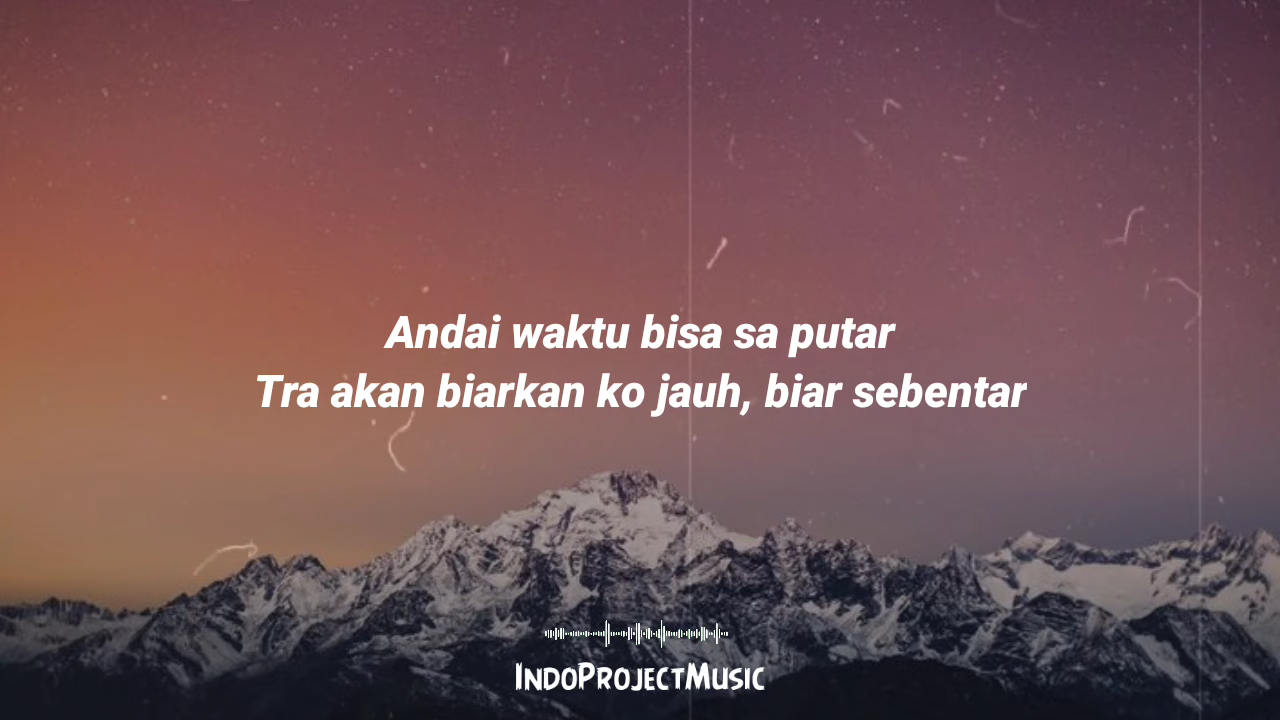 Andai waktu bisa sa putar
Tra akan biarkan ko jauh, biar sebentar
IndoProjectMusic